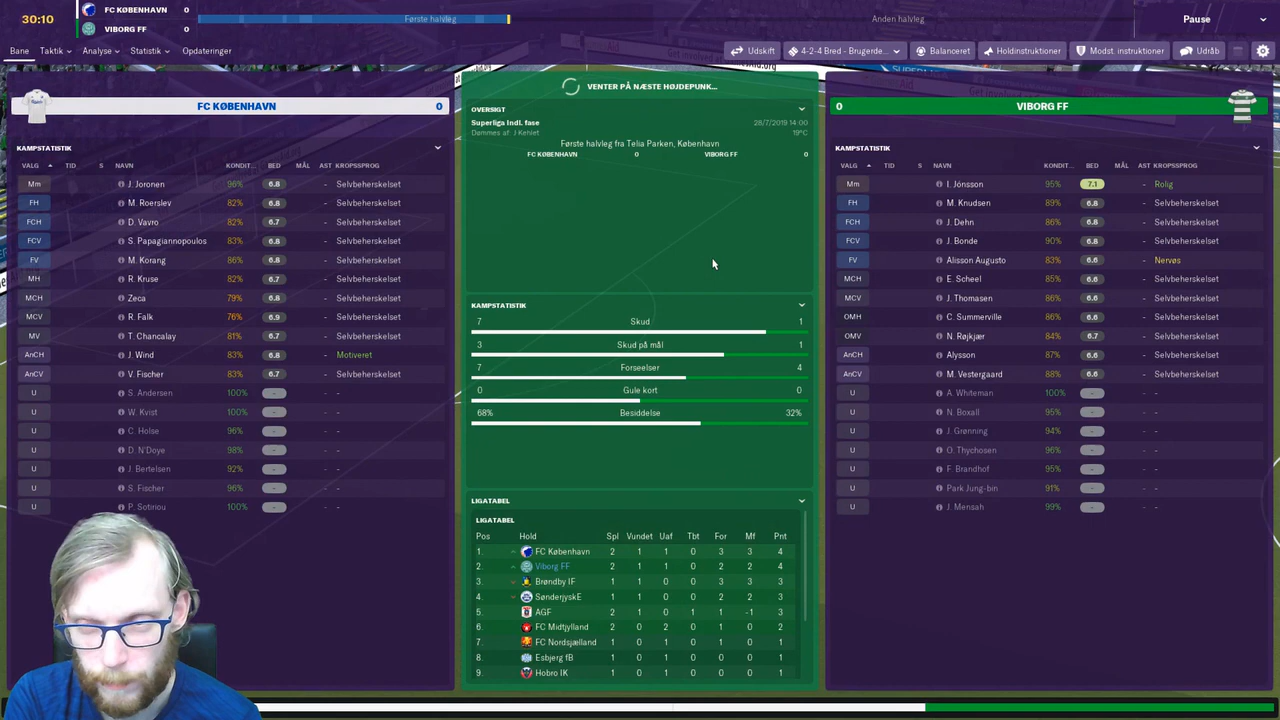 30:10
FC KØBENHAVN 0
VIBORG FF 0
Første halvleg
Anden halvleg
Pause
Bane Taktik Analyse Statistik Opdateringer
Udskift 4-2-4 Bred - Brugerde... Balanceret Holdinstruktioner Modst. instruktioner Udråb
FC KØBENHAVN 0
KAMPSTATISTIK
VALG TID S NAVN KONDIT... BED MÅL AST KROPSSPROG
Mm J. Joronen 96% 6.8 - Selvbeherskelset
FH M. Roerslev 82% 6.8 - Selvbeherskelset
FCH D. Vavro 82% 6.7 - Selvbeherskelset
FCV S. Papagiannopoulos 83% 6.8 - Selvbeherskelset
FV M. Korang 86% 6.8 - Selvbeherskelset
MH R. Kruse 82% 6.7 - Selvbeherskelset
MCH Zeca 79% 6.8 - Selvbeherskelset
MCV R. Falk 76% 6.9 - Selvbeherskelset
MV T. Chancalay 81% 6.7 - Selvbeherskelset
AnCH J. Wind 83% 6.8 - Motiveret
AnCV V. Fischer 83% 6.7 - Selvbeherskelset
U S. Andersen 100% - - -
U W. Kvist 100% - - -
U C. Holse 96% - - -
U D. N'Doye 98% - - -
U J. Bertelsen 92% - - -
U S. Fischer 96% - - -
U P. Sotiriou 100% - - -
VENTER PÅ NÆSTE HØJDEPUNK...
OVERSIGT
Superliga Indl. fase 28/7/2019 14:00
Dømmes af: J Kehlet 19°C
Første halvleg fra Telia Parken, København
FC KØBENHAVN 0 VIBORG FF 0
KAMPSTATISTIK
7 Skud 1
3 Skud på mål 1
7 Forseelser 4
0 Gule kort 0
68% Besiddelse 32%
LIGATABEL
LIGATABEL
Pos Hold Spl Vundet Uaf Tbt For Mf Pnt
1. FC København 2 1 1 0 3 3 4
2. Viborg FF 2 1 1 0 2 2 4
3. Brøndby IF 1 1 0 0 3 3 3
4. SønderjyskE 1 1 0 0 2 2 3
5. AGF 2 1 0 1 1 -1 3
6. FC Midtjylland 2 0 2 0 1 0 2
7. FC Nordsjælland 1 0 1 0 1 0 1
8. Esbjerg fB 1 0 1 0 1 0 1
9. Hobro IK 1 0 1 0 1 0 1
0 VIBORG FF
KAMPSTATISTIK
VALG TID S NAVN KONDIT... BED MÅL AST KROPSSPROG
Mm I. Jónsson 95% 7.1 - Rolig
FH M. Knudsen 89% 6.8 - Selvbeherskelset
FCH J. Dehn 91% 6.8 - Selvbeherskelset
FCV J. Bonde 90% 6.8 - Selvbeherskelset
FV Alisson Augusto 83% 6.6 - Nervøs
MCH E. Scheel 85% 6.6 - Selvbeherskelset
MCV J. Thomasen 86% 6.6 - Selvbeherskelset
OMH C. Summerville 86% 6.6 - Selvbeherskelset
OMV N. Røjkjær 84% 6.6 - Selvbeherskelset
AnCH Alysson 87% 6.6 - Selvbeherskelset
AnCV M. Vestergaard 88% 6.6 - Selvbeherskelset
U A. Whiteman 100% - - -
U N. Boxall 95% - - -
U J. Grønning 94% - - -
U O. Thychosen 96% - - -
U F. Brandhof 95% - - -
U Park Jung-bin 91% - - -
U J. Mensah 99% - - -